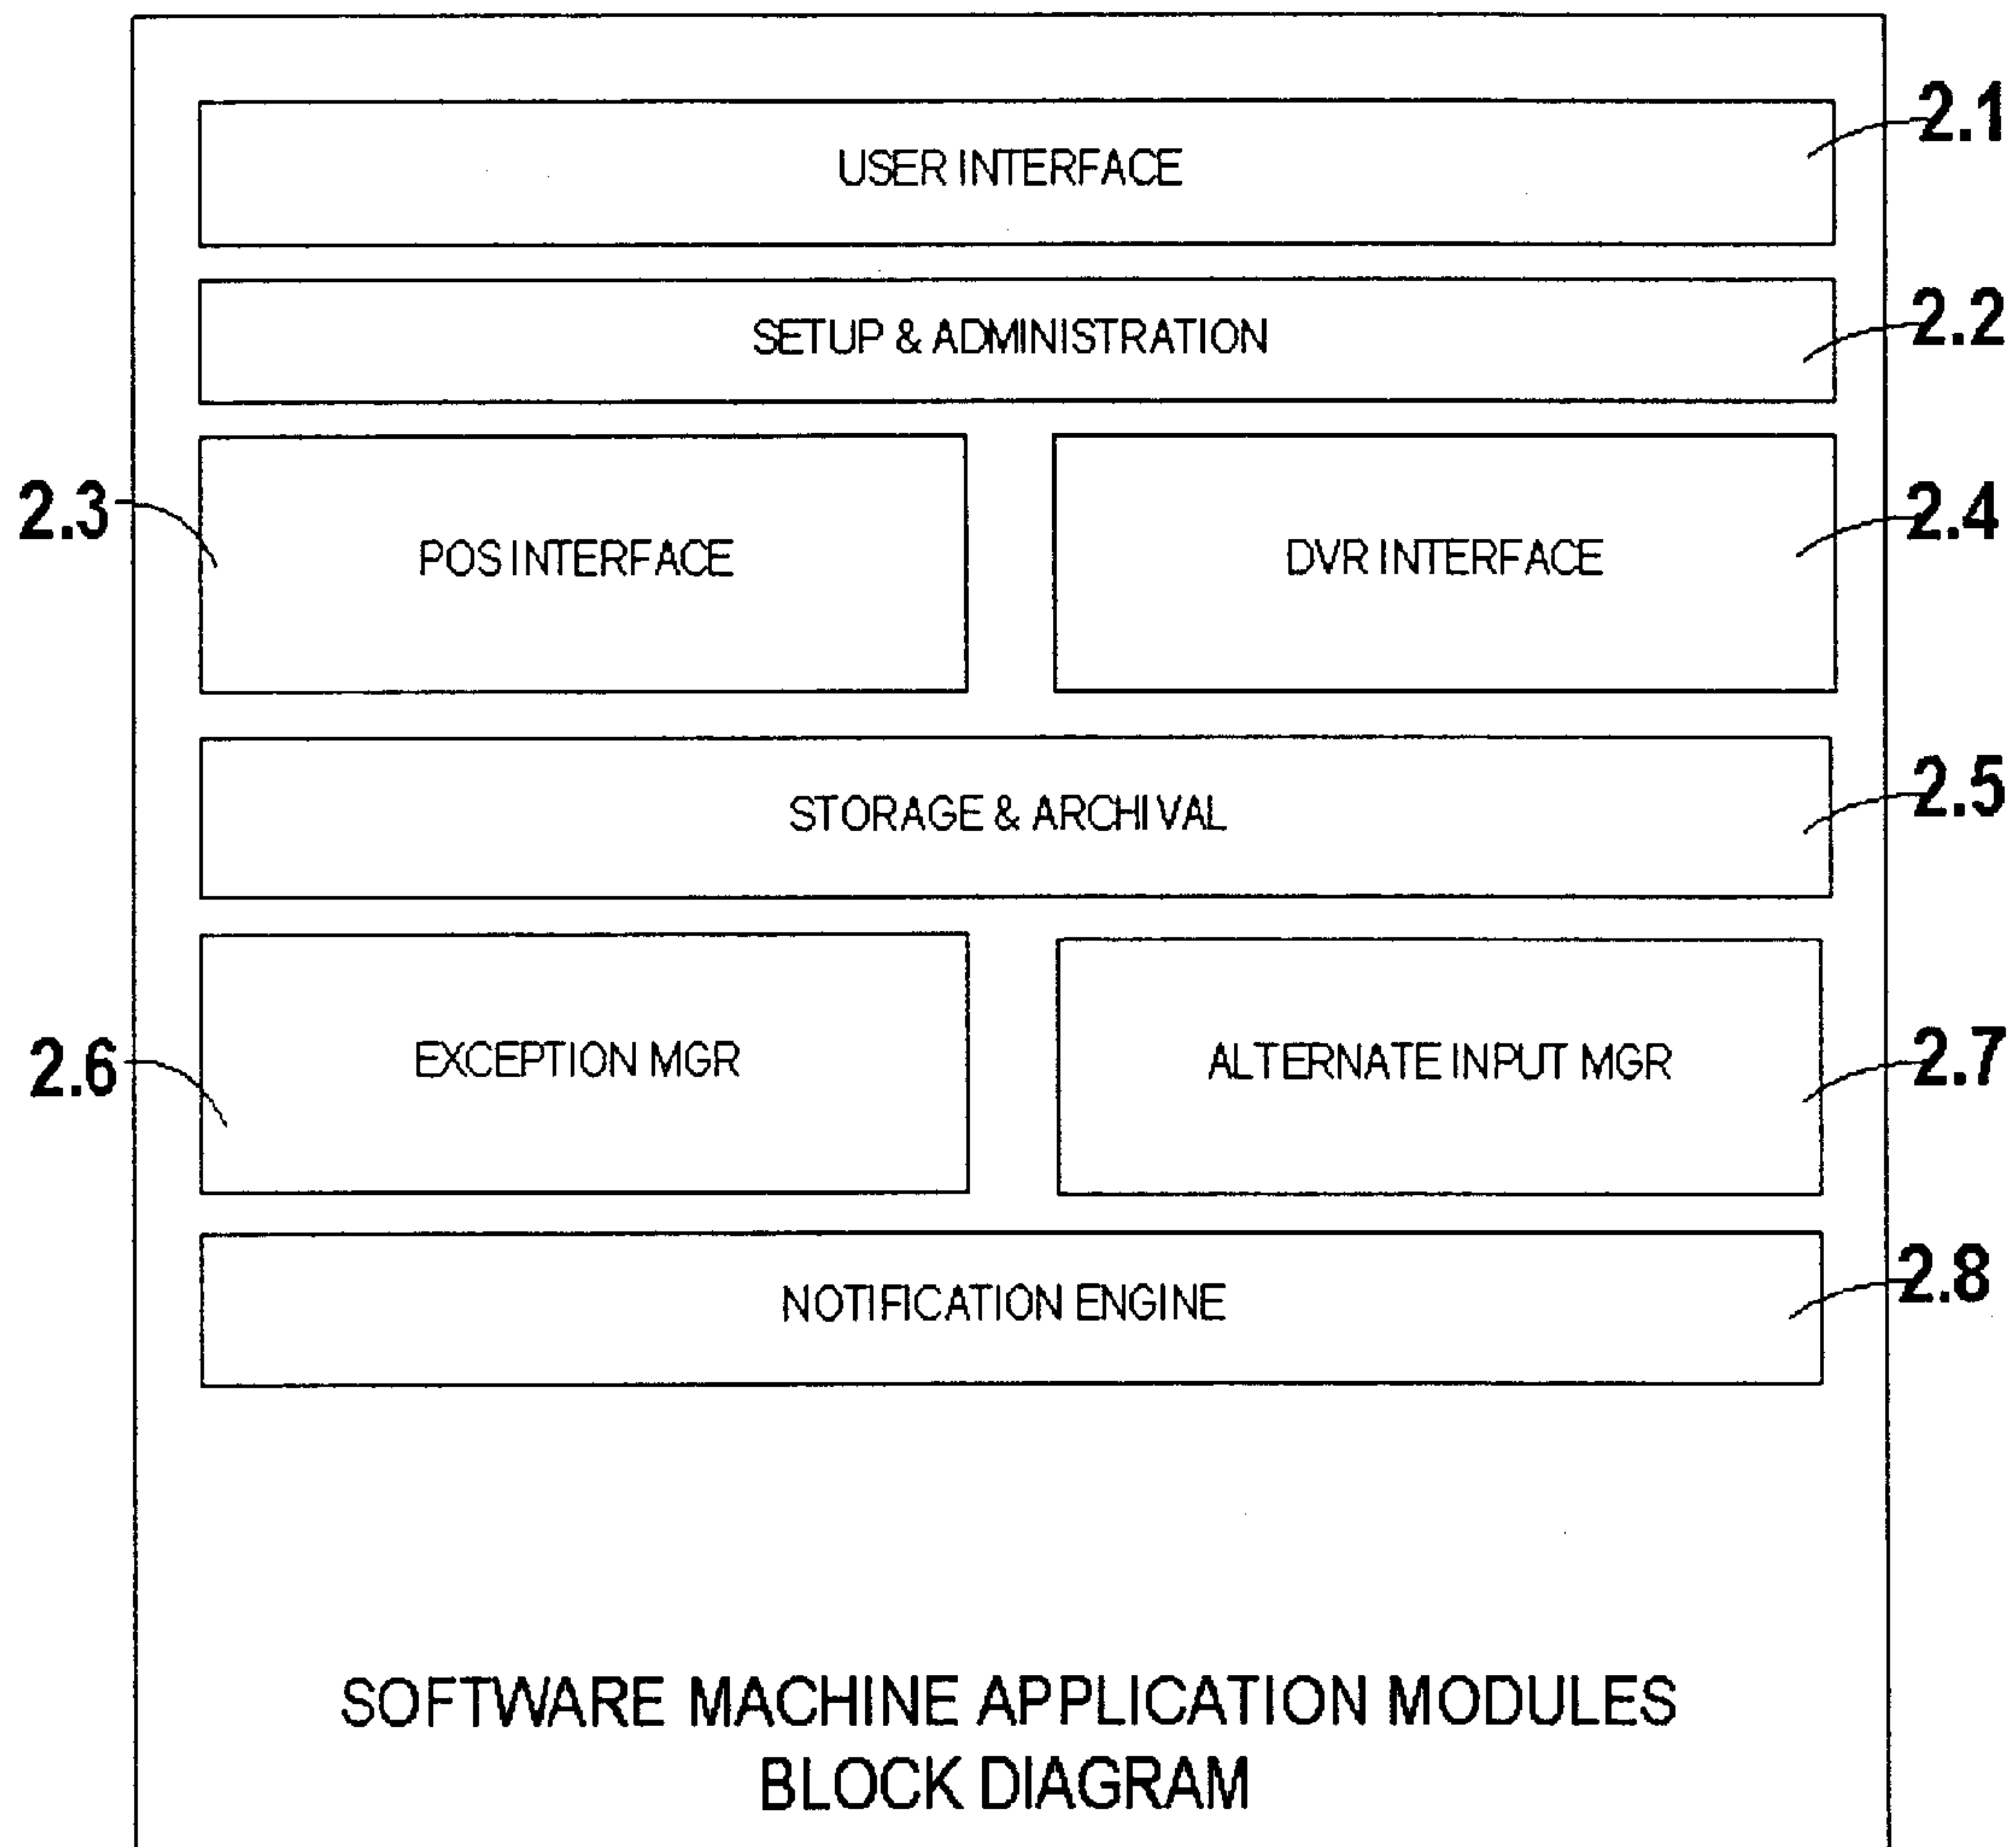 USER INTERFACE
2.1
SETUP & ADMINISTRATION
2.2
2.3
POS INTERFACE
DVR INTERFACE
2.4
STORAGE & ARCHIVAL
2.5
2.6
EXCEPTION MGR
ALTERNATE INPUT MGR
2.7
NOTIFICATION ENGINE
2.8
SOFTWARE MACHINE APPLICATION MODULES
BLOCK DIAGRAM